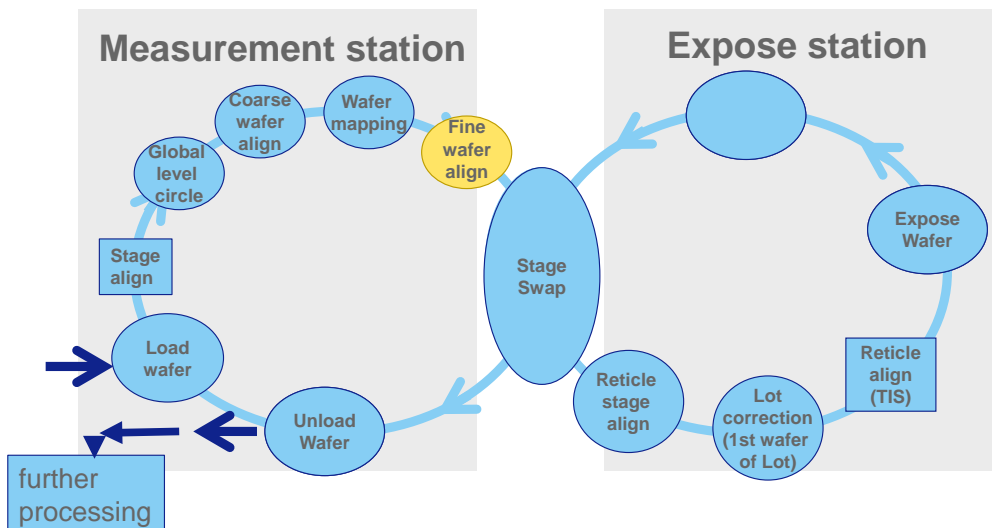 Measurement station
Expose station
Coarse
wafer
align
Wafer
mapping
Fine
wafer
align
Global
level
circle
Stage
align
Load
wafer
Unload
Wafer
further
processing
Stage
Swap
Expose
Wafer
Reticle
align
(TIS)
Lot
correction
(1st wafer
of Lot)
Reticle
stage
align